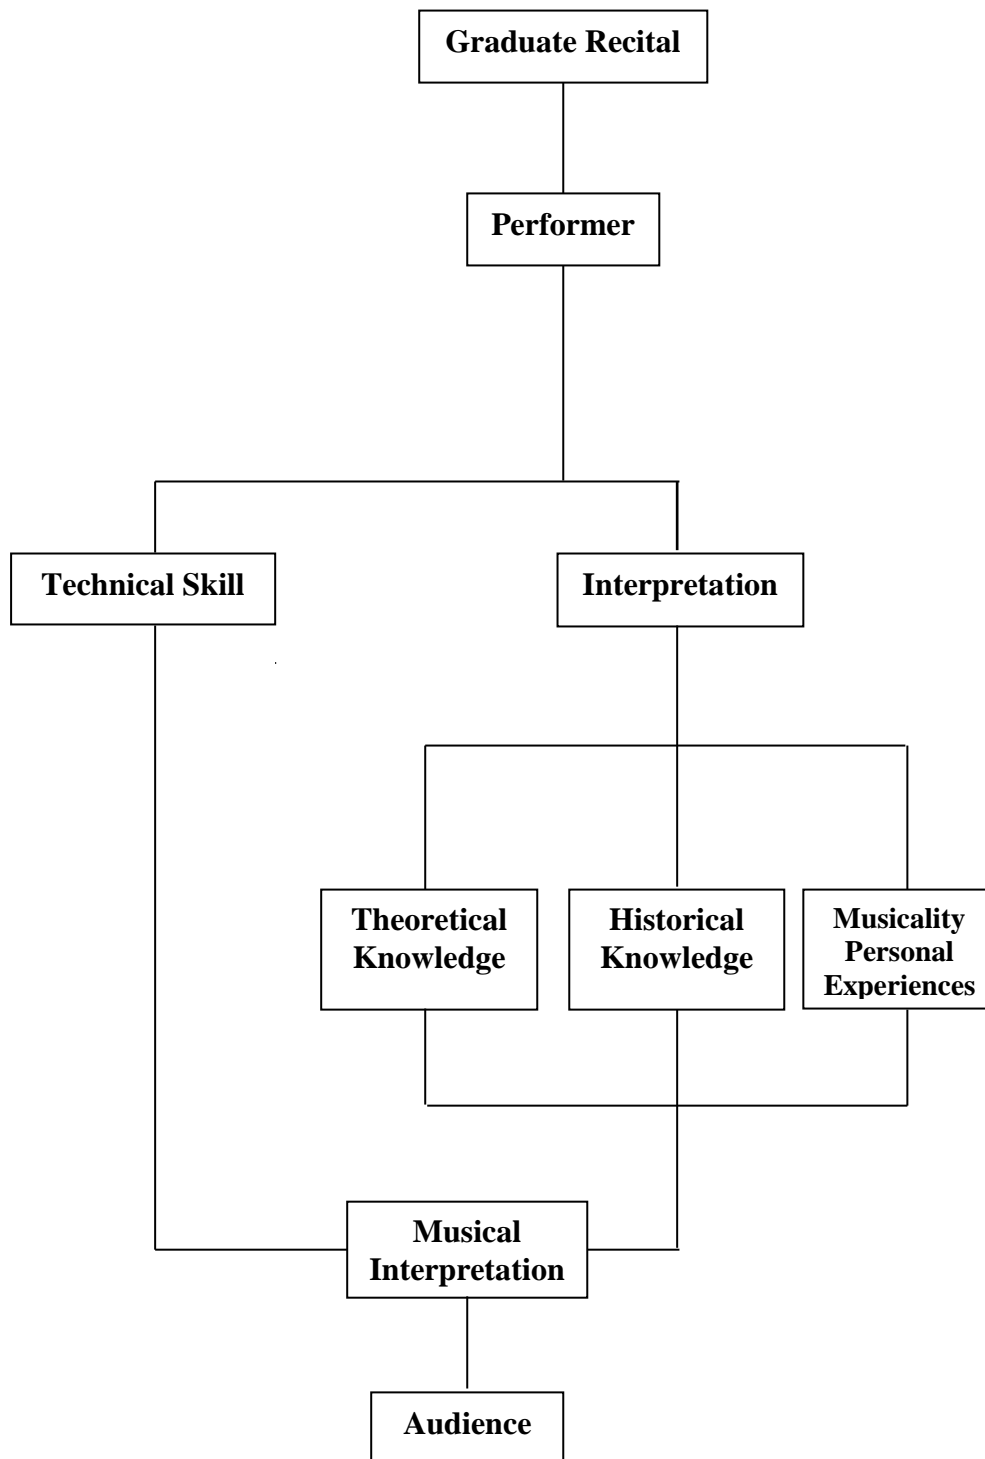 Graduate Recital
Performer
Technical Skill
Interpretation
Theoretical
Knowledge
Historical
Knowledge
Musicality
Personal
Experiences
Musical
Interpretation
Audience